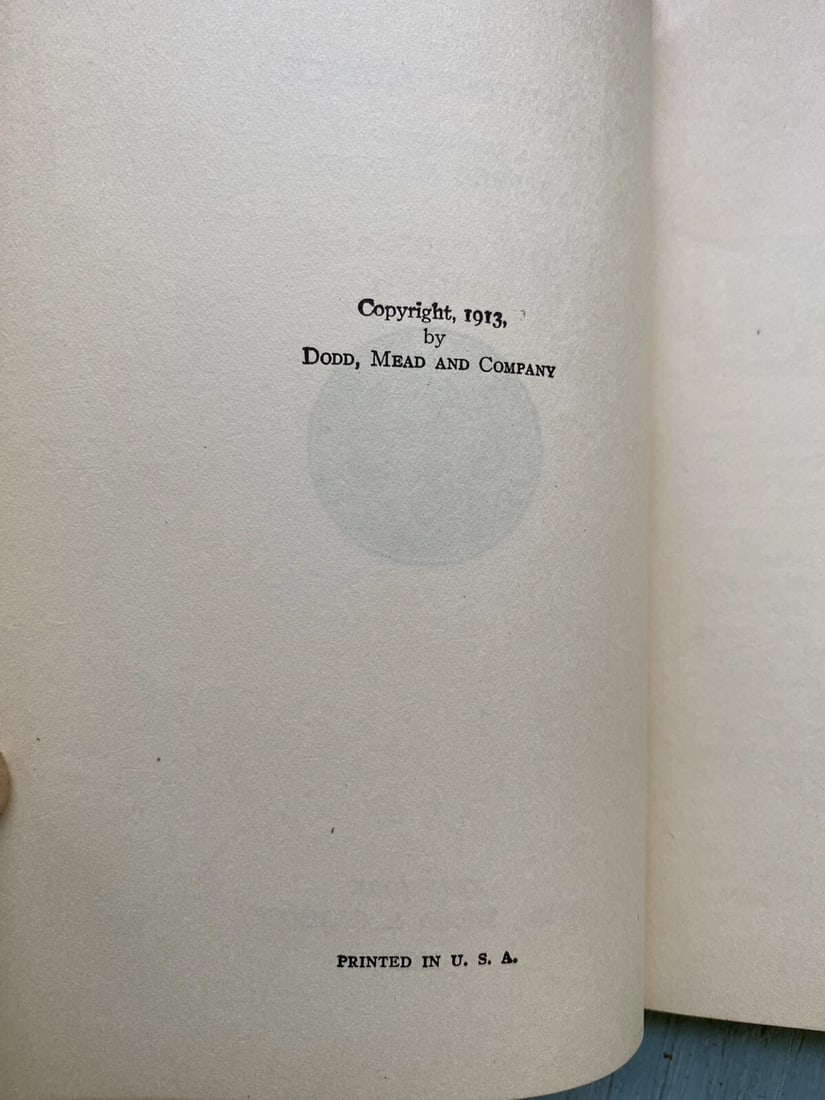 Copyright, 1913,
by
DODD, MEAD AND COMPANY
PRINTED IN U. S. A.